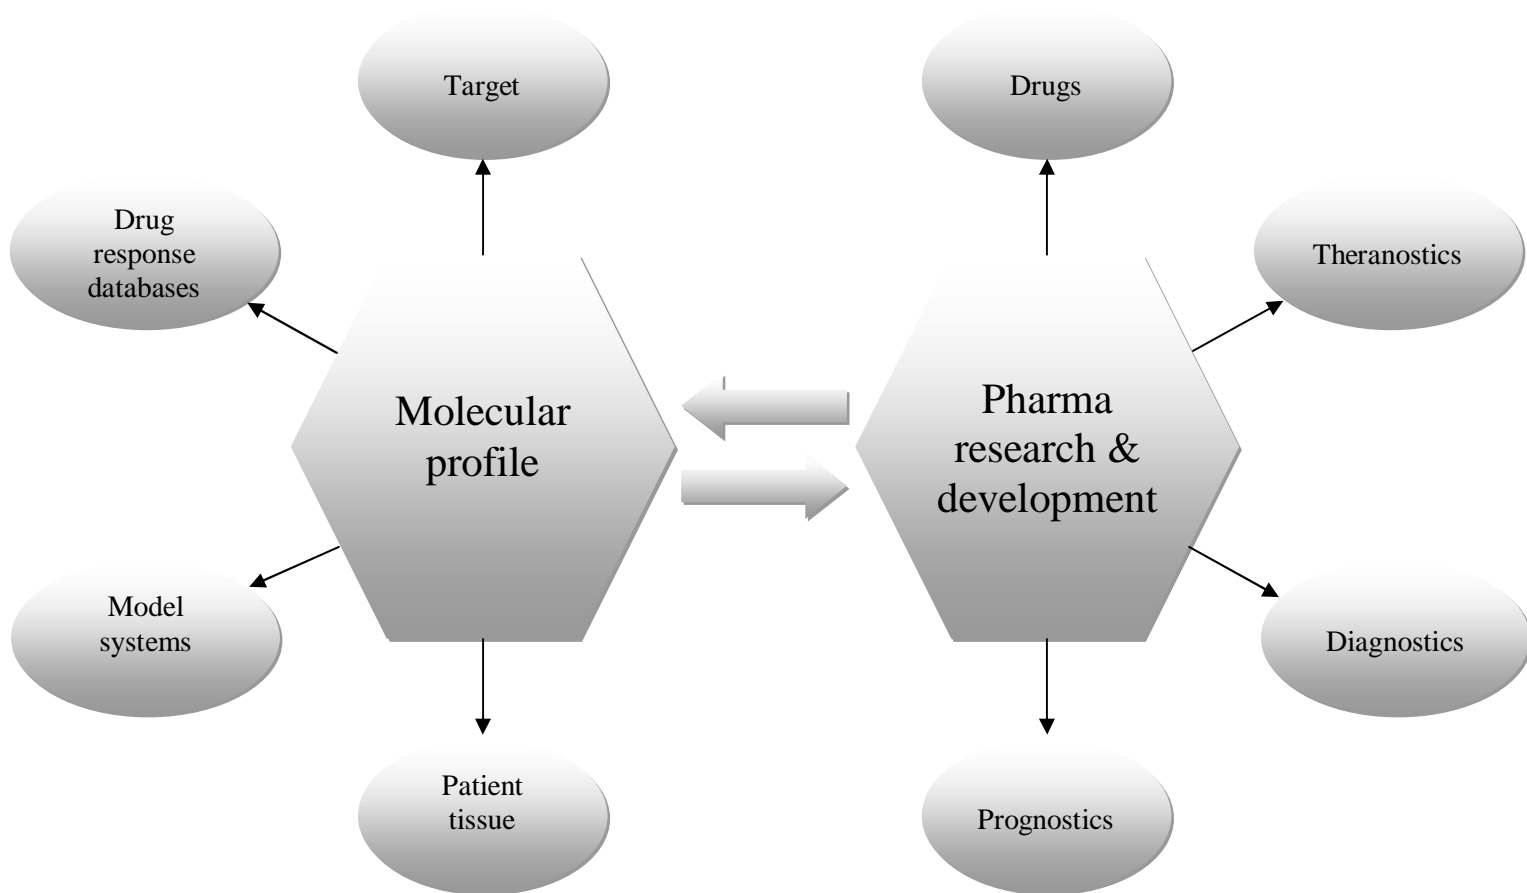 Target
Drugs
Drug
response
databases
Theranostics
Molecular
profile
Pharma
research &
development
Model
systems
Diagnostics
Patient
tissue
Prognostics